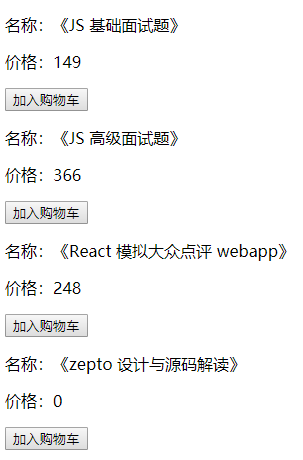 名称：《JS 基础面试题》
价格：149
加入购物车
名称：《JS 高级面试题》
价格：366
加入购物车
名称：《React 模拟大众点评 webapp》
价格：248
加入购物车
名称：《zepto 设计与源码解读》
价格：0
加入购物车